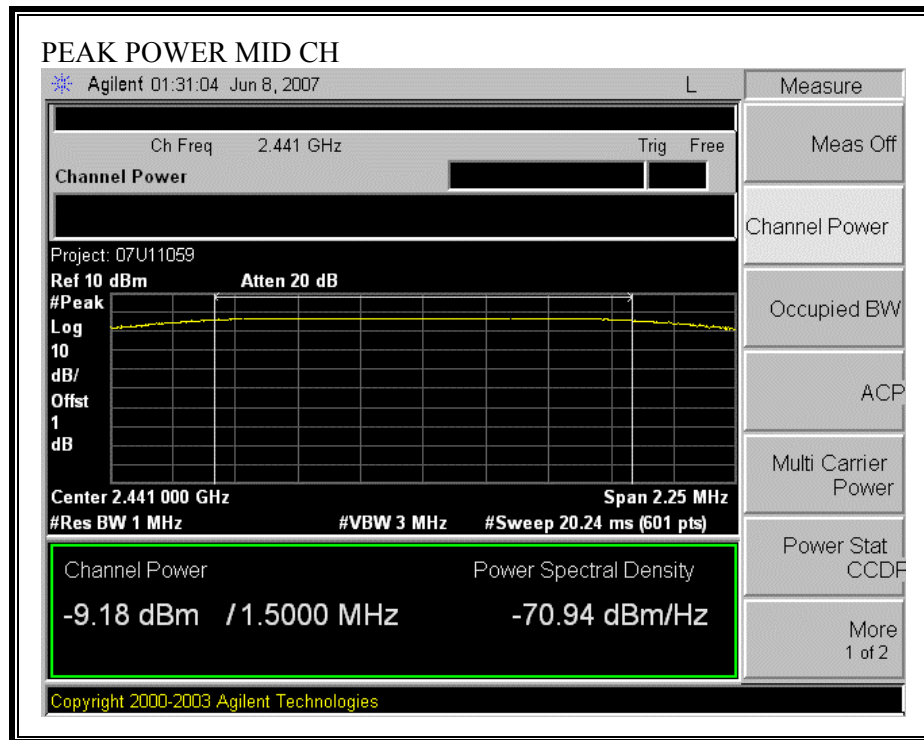 PEAK POWER MID CH
Agilent 01:31:04 Jun 8, 2007 L
Measure
Ch Freq 2.441 GHz Trig Free
Channel Power
Project: 07U11059
Ref 10 dBm Atten 20 dB
#Peak
Log
10
dB/
Offst
1
dB
Center 2.441 000 GHz Span 2.25 MHz
#Res BW 1 MHz #VBW 3 MHz #Sweep 20.24 ms (601 pts)
Channel Power Power Spectral Density
-9.18 dBm /1.5000 MHz -70.94 dBm/Hz
Copyright 2000-2003 Agilent Technologies
Meas Off
Channel Power
Occupied BW
ACP
Multi Carrier
Power
Power Stat
CCDF
More
1 of 2